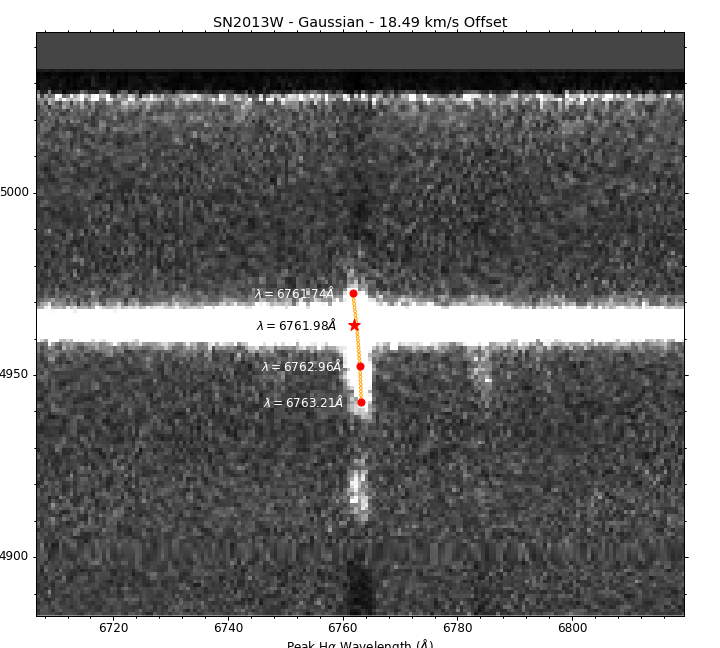 SN2013W - Gaussian - 18.49 km/s Offset
5000
λ = 6761.74Å
λ = 6761.98Å
λ = 6762.96Å
4950
λ = 6763.21Å
4900
6720 6740 6760 6780 6800
Peak Hα Wavelength (Å)